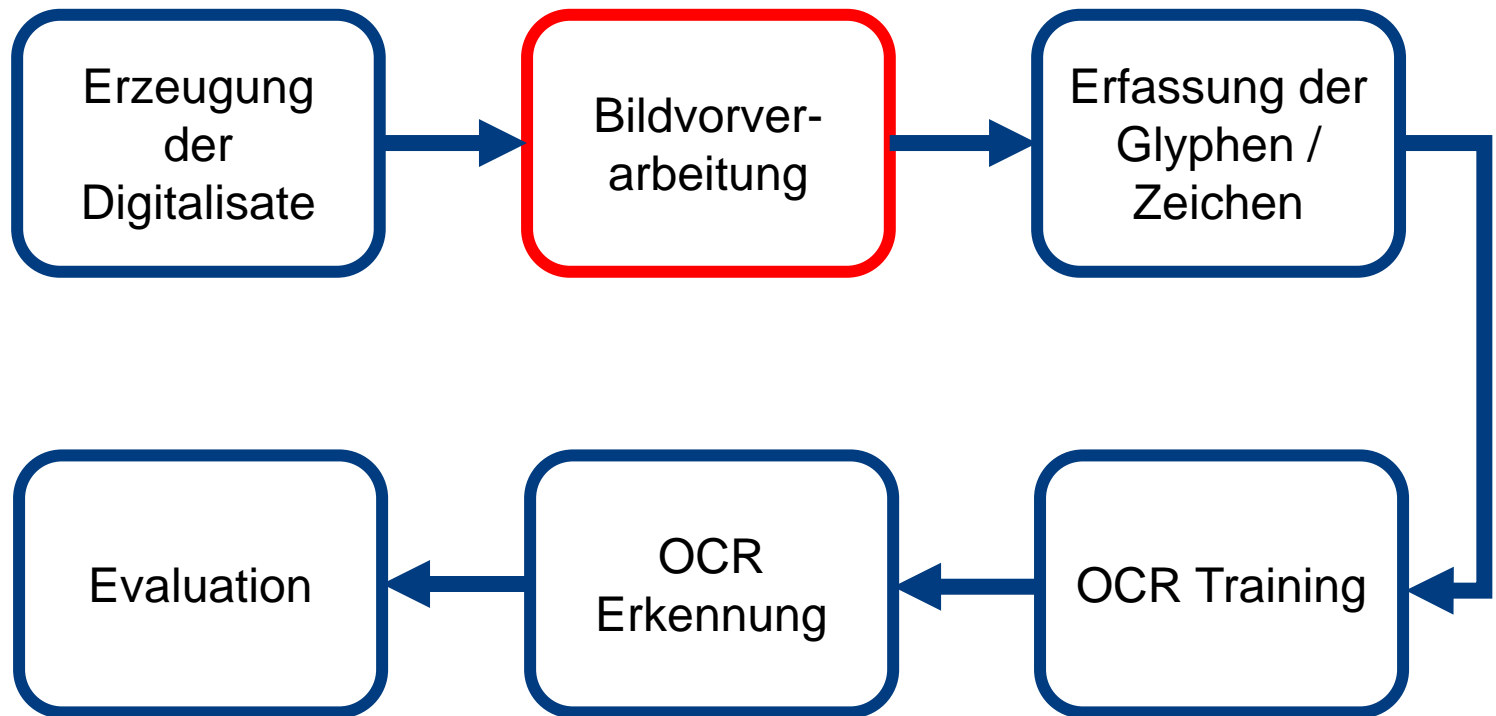 Erzeugung
der
Digitalisate
Bildvorver-
arbeitung
Erfassung der
Glyphen /
Zeichen
OCR Training
OCR
Erkennung
Evaluation